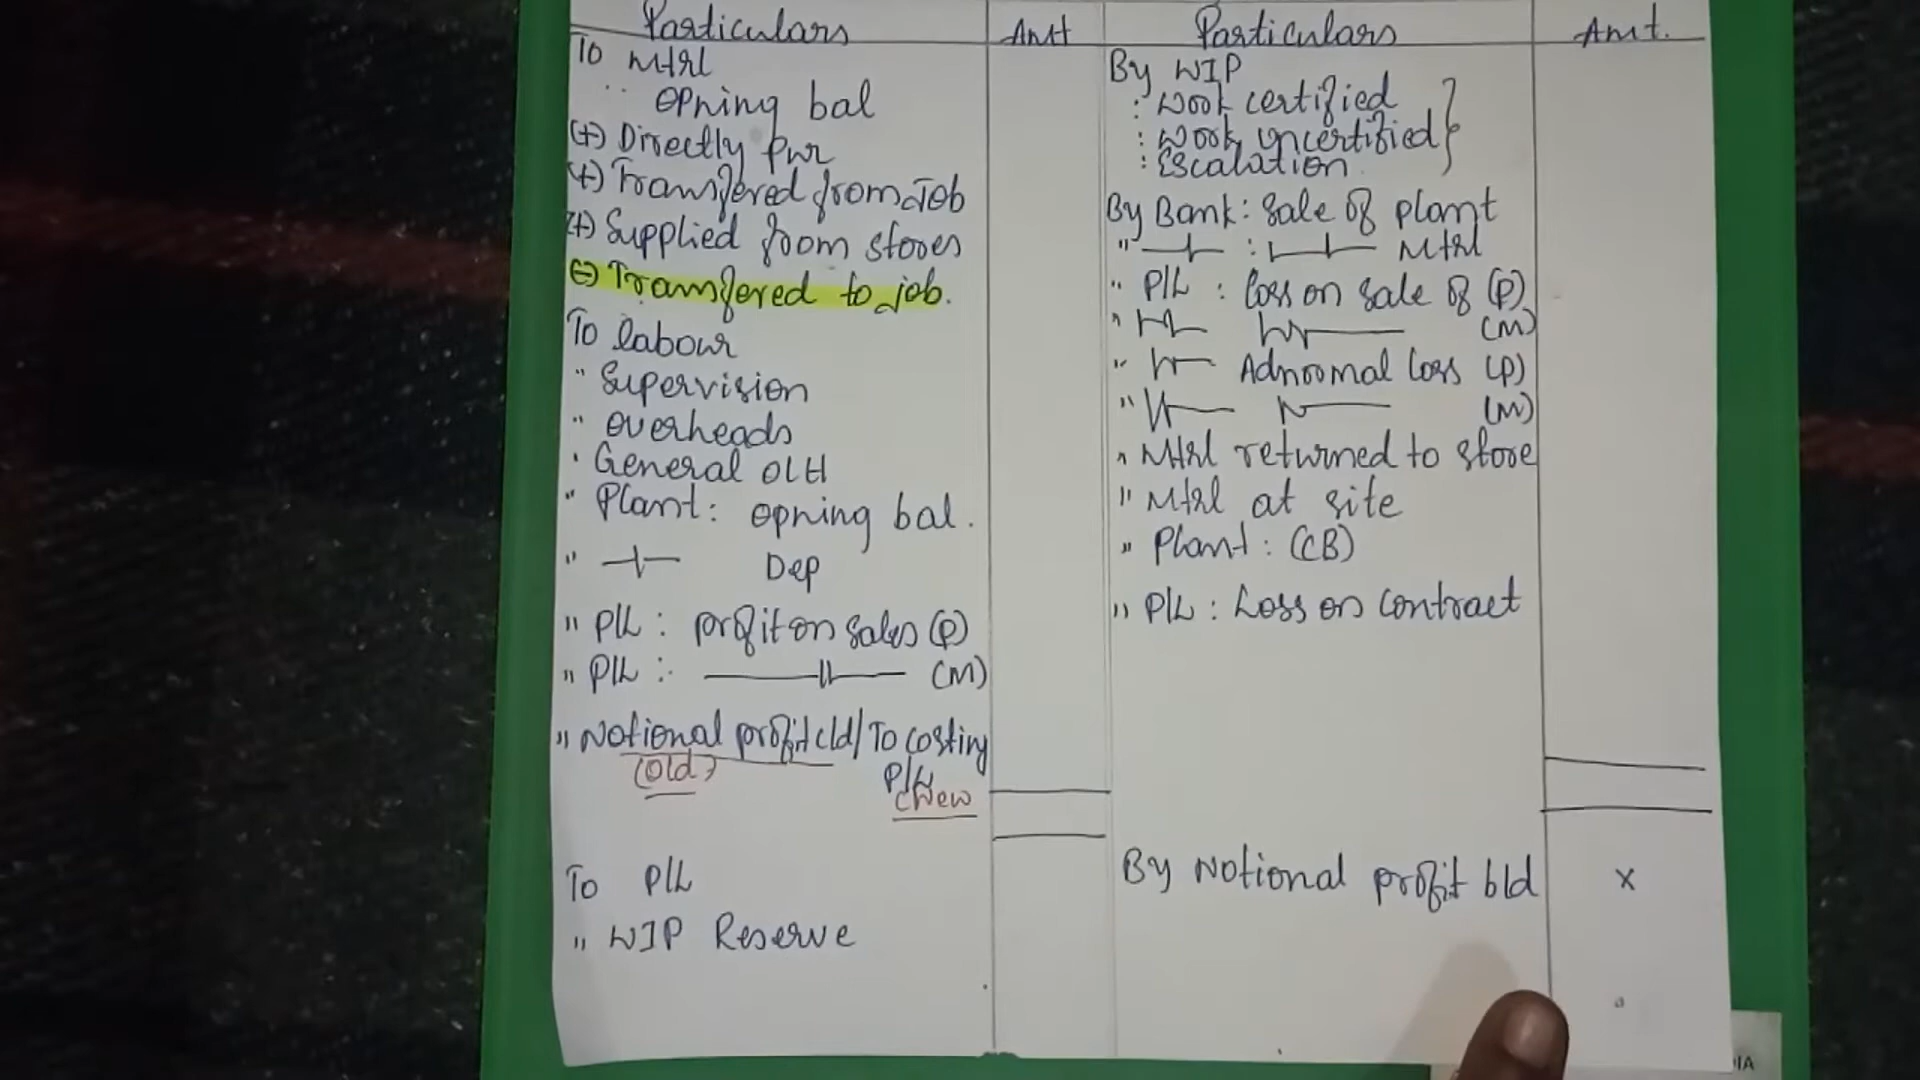 Particulars
Amt
To Mtrl
Opning bal
(+) Directly pur
(+) Transfered from Job
(+) Supplied from stores
(-) Transfered to job.
To labour
" Supervision
" overheads
" General O|H
" Plant: opning bal.
" Dep
" P|L : profit on sales (P)
" P|L : (M)
" Notional profit c|d / To costing
P|L
(Old)
(New
To P|L
" WIP Reserve
Particulars
Amt.
By WIP
: Work certified
: Work uncertified
: Escalation
By Bank: Sale of plant
" : Mtrl
" P|L : Loss on sale of (P)
" (M)
" Adnormal Loss (P)
" (M)
" Mtrl returned to store
" Mtrl at site
" Plant: (CB)
" P|L : Loss on contract
By Notional profit b|d
x
IA